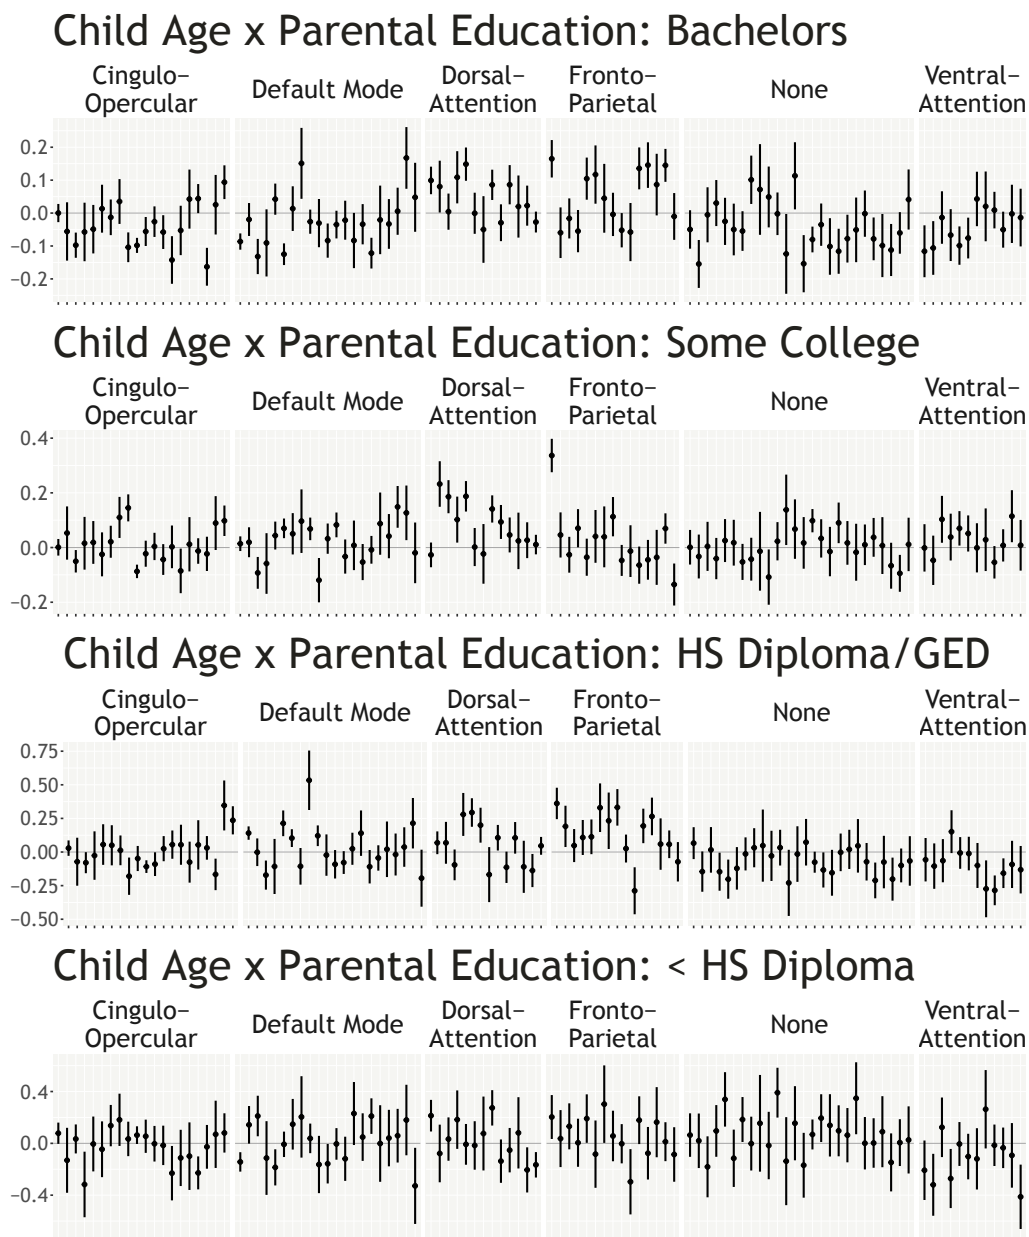 Child Age x Parental Education: Bachelors
Cingulo−
Opercular
Default Mode
Dorsal−
Attention
Fronto−
Parietal
None
Ventral−
Attention
0.2
0.1
0.0
−0.1
−0.2
Child Age x Parental Education: Some College
Cingulo−
Opercular
Default Mode
Dorsal−
Attention
Fronto−
Parietal
None
Ventral−
Attention
0.4
0.2
0.0
−0.2
Child Age x Parental Education: HS Diploma/GED
Cingulo−
Opercular
Default Mode
Dorsal−
Attention
Fronto−
Parietal
None
Ventral−
Attention
0.75
0.50
0.25
0.00
−0.25
−0.50
Child Age x Parental Education: < HS Diploma
Cingulo−
Opercular
Default Mode
Dorsal−
Attention
Fronto−
Parietal
None
Ventral−
Attention
0.4
0.0
−0.4